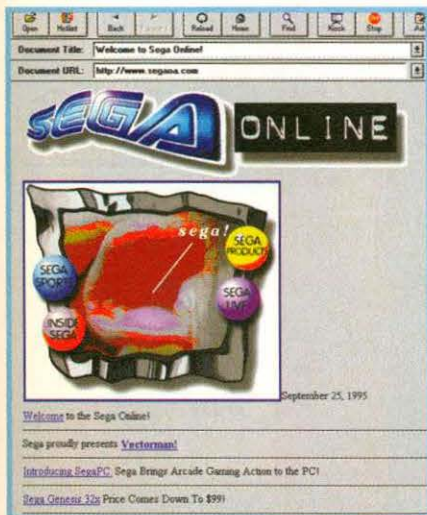 Open Hotlist Back Forward Reload Home Find Kiosk Stop Add
Document Title: Welcome to Sega Online!
Document URL: http://www.segaoa.com
SEGA ONLINE
sega!
SEGA PRODUCTS
SEGA SPORTS
SEGA LIVE
INSIDE SEGA
September 25, 1995
Welcome to the Sega Online!
Sega proudly presents Vectorman!
Introducing SegaPC Sega Brings Arcade Gaming Action to the PC!
Sega Genesis 32x Price Comes Down To $99!